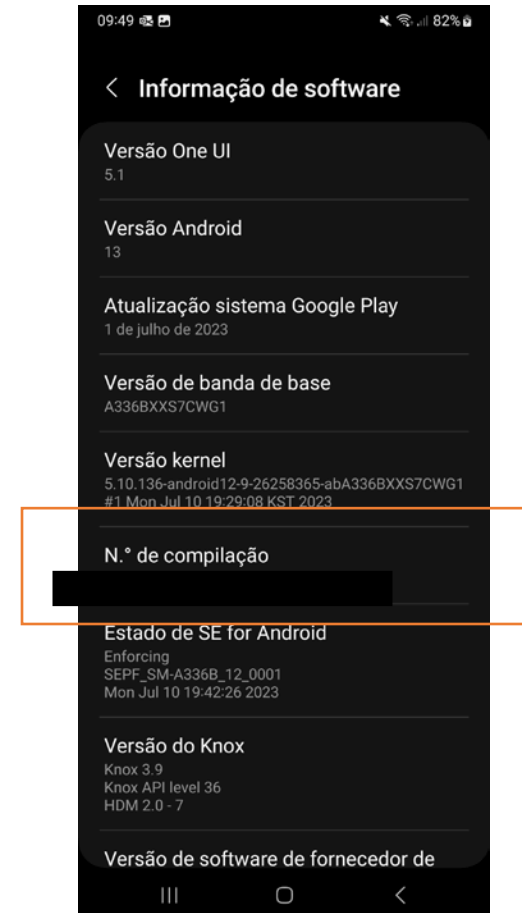 09:49 82%
Informação de software
Versão One UI
5.1
Versão Android
13
Atualização sistema Google Play
1 de julho de 2023
Versão de banda de base
A336BXXS7CWG1
Versão kernel
5.10.136-android12-9-26258365-abA336BXXS7CWG1
#1 Mon Jul 10 19:29:08 KST 2023
N.° de compilação
Estado de SE for Android
Enforcing
SEPF_SM-A336B_12_0001
Mon Jul 10 19:42:26 2023
Versão do Knox
Knox 3.9
Knox API level 36
HDM 2.0 - 7
Versão de software de fornecedor de